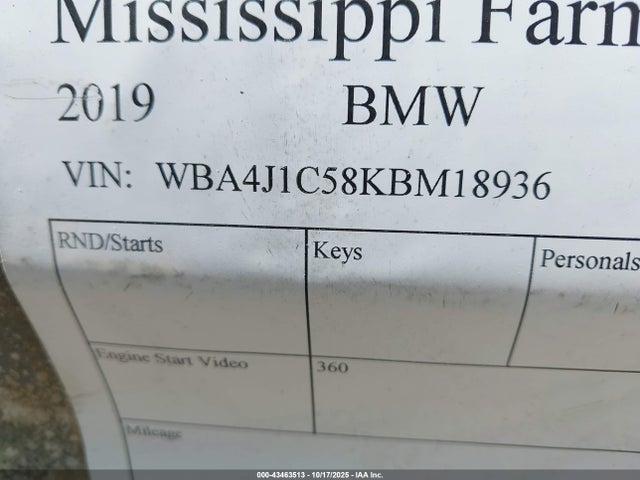 Mississippi Farm
2019 BMW
VIN: WBA4J1C58KBM18936
RND/Starts Keys Personals
Engine Start Video 360
Mileage
000-43463513 - 10/17/2025 - IAA Inc.